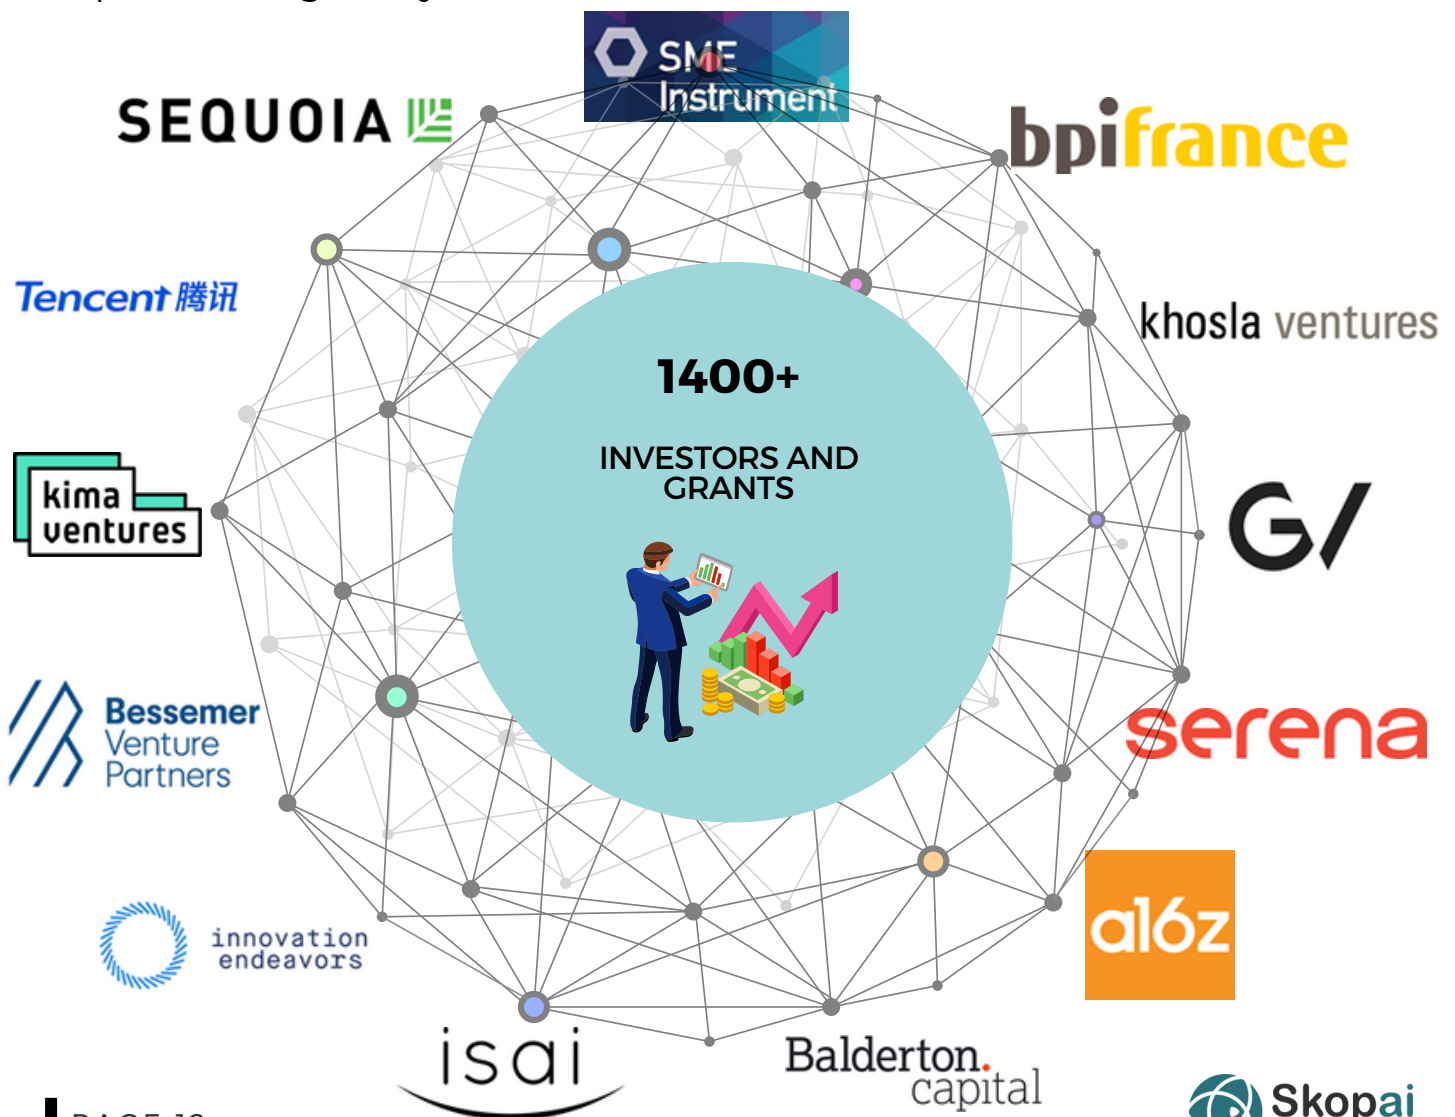 SME
Instrument
SEQUOIA
bpifrance
Tencent 腾讯
khosla ventures
1400+
INVESTORS AND
GRANTS
kima
ventures
G/
Bessemer
Venture
Partners
serena
a16z
innovation
endeavors
isai
Balderton.
capital
Skopai